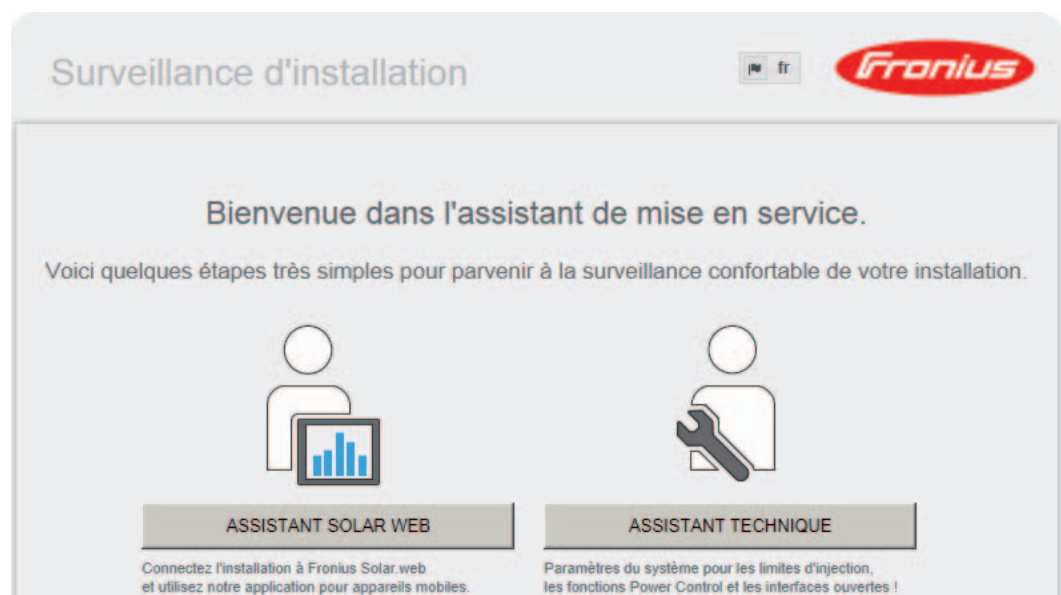 Surveillance d'installation
fr
Fronius
Bienvenue dans l'assistant de mise en service.
Voici quelques étapes très simples pour parvenir à la surveillance confortable de votre installation.
ASSISTANT SOLAR WEB
Connectez l'installation à Fronius Solar.web
et utilisez notre application pour appareils mobiles.
ASSISTANT TECHNIQUE
Paramètres du système pour les limites d'injection,
les fonctions Power Control et les interfaces ouvertes !